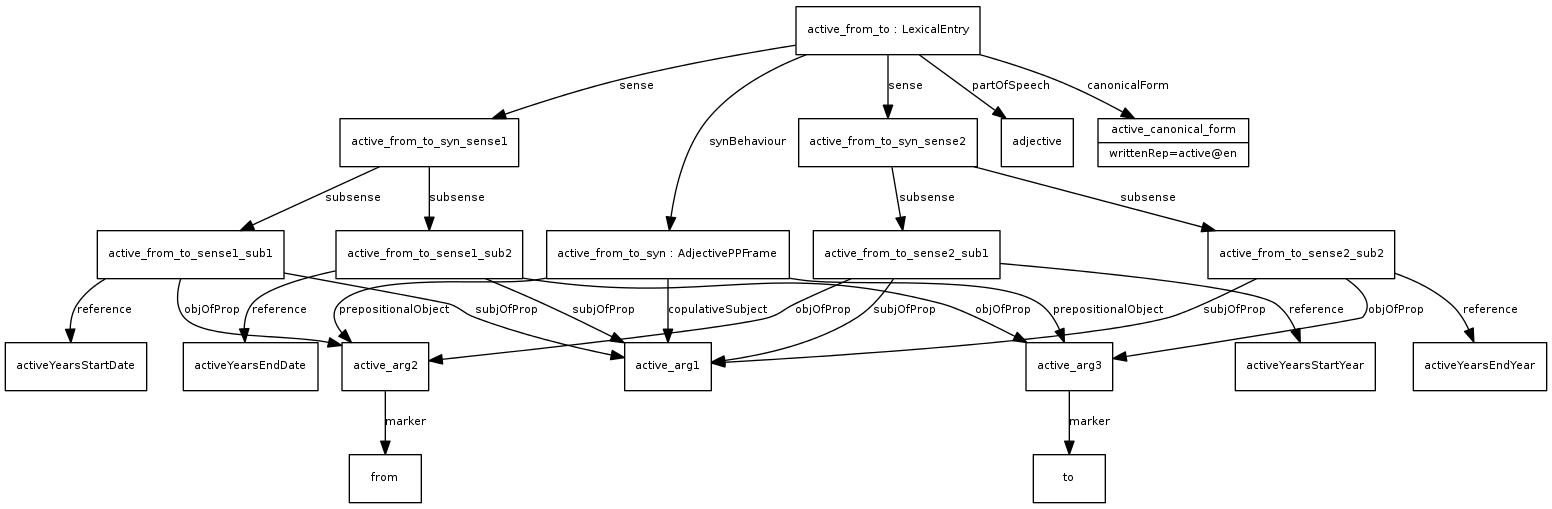 active_from_to : LexicalEntry
sense
sense
partOfSpeech
canonicalForm
active_from_to_syn_sense1
synBehaviour
active_from_to_syn_sense2
adjective
active_canonical_form
writtenRep=active@en
subsense
subsense
subsense
subsense
active_from_to_sense1_sub1
active_from_to_sense1_sub2
active_from_to_syn : AdjectivePPFrame
active_from_to_sense2_sub1
active_from_to_sense2_sub2
reference
objOfProp
reference
prepositionalObject
subjOfProp
subjOfProp
copulativeSubject
objOfProp
subjOfProp
objOfProp
prepositionalObject
subjOfProp
reference
objOfProp
reference
activeYearsStartDate
activeYearsEndDate
active_arg2
active_arg1
active_arg3
activeYearsStartYear
activeYearsEndYear
marker
marker
from
to